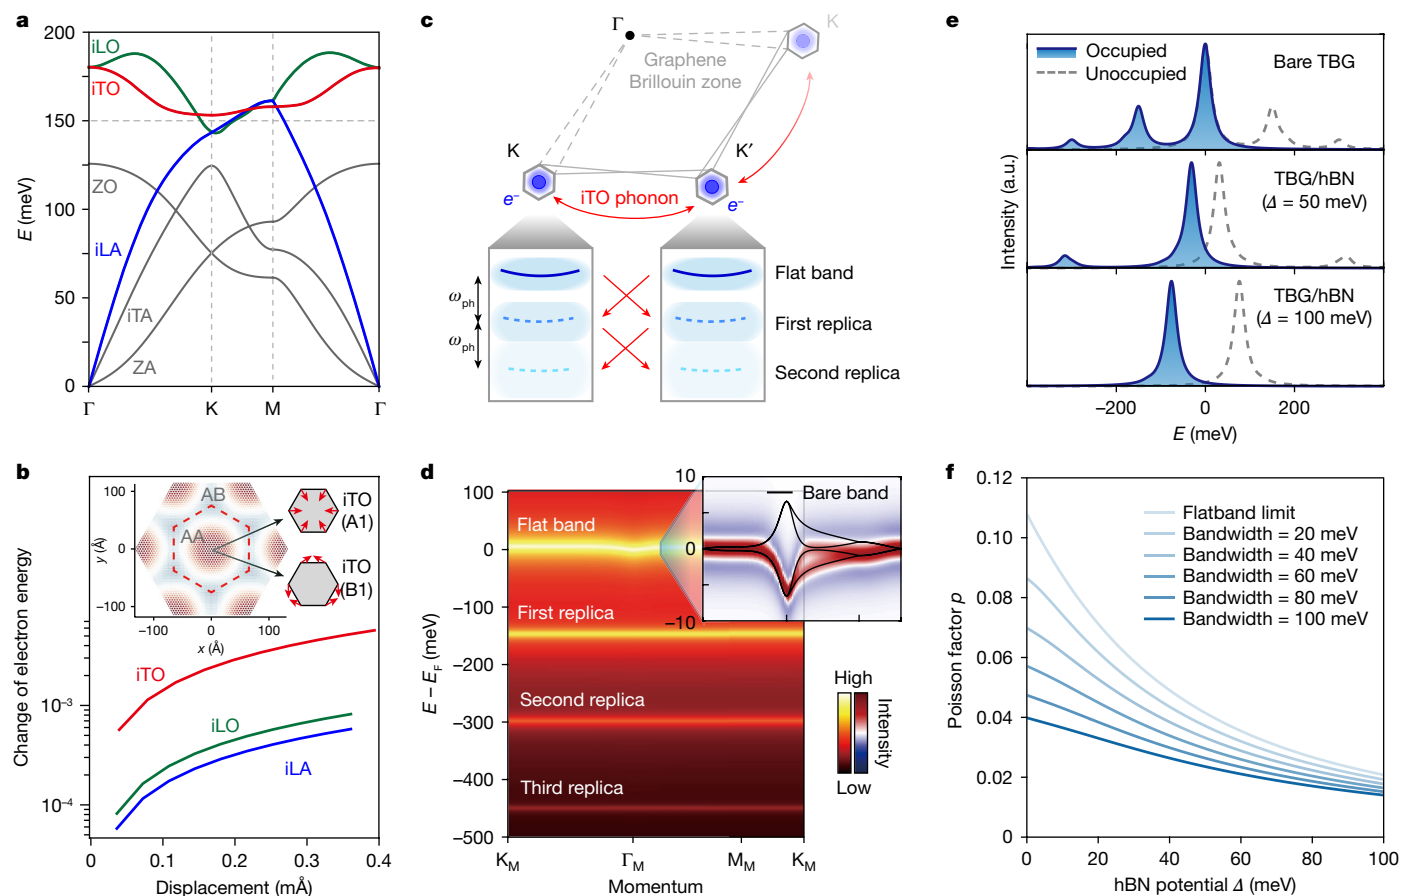 a
200
150
100
50
0
E (meV)
iLO
iTO
ZO
iLA
iTA
ZA
Γ
K
M
Γ
c
Γ
K
Graphene
Brillouin zone
K
K′
e⁻
iTO phonon
e⁻
Flat band
ωph
First replica
ωph
Second replica
e
Occupied
Unoccupied
Bare TBG
TBG/hBN
(Δ = 50 meV)
TBG/hBN
(Δ = 100 meV)
Intensity (a.u.)
−200
0
200
E (meV)
b
100
0
−100
y (Å)
−100
0
100
x (Å)
AB
AA
iTO
(A1)
iTO
(B1)
Change of electron energy
10⁻³
10⁻⁴
iTO
iLO
iLA
0
0.1
0.2
0.3
0.4
Displacement (mÅ)
d
100
0
−100
−200
−300
−400
−500
E − EF (meV)
Flat band
First replica
Second replica
Third replica
10
0
−10
Bare band
High
Low
Intensity
KM
ΓM
MM
KM
Momentum
f
0.12
0.10
0.08
0.06
0.04
0.02
0
Poisson factor p
Flatband limit
Bandwidth = 20 meV
Bandwidth = 40 meV
Bandwidth = 60 meV
Bandwidth = 80 meV
Bandwidth = 100 meV
0
20
40
60
80
100
hBN potential Δ (meV)